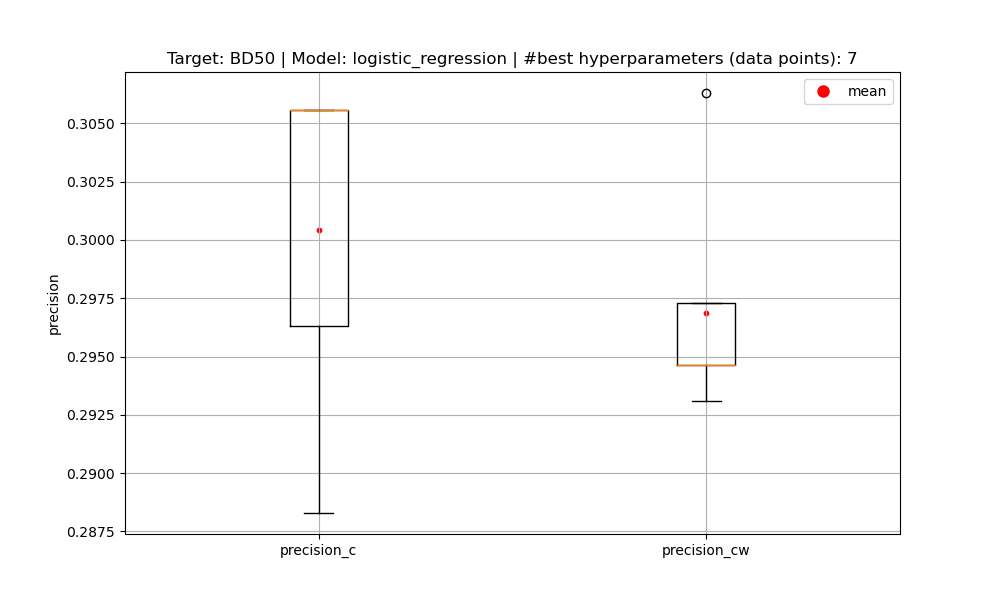 Target: BD50 | Model: logistic_regression | #best hyperparameters (data points): 7
mean
precision
0.3050
0.3025
0.3000
0.2975
0.2950
0.2925
0.2900
0.2875
precision_c
precision_cw